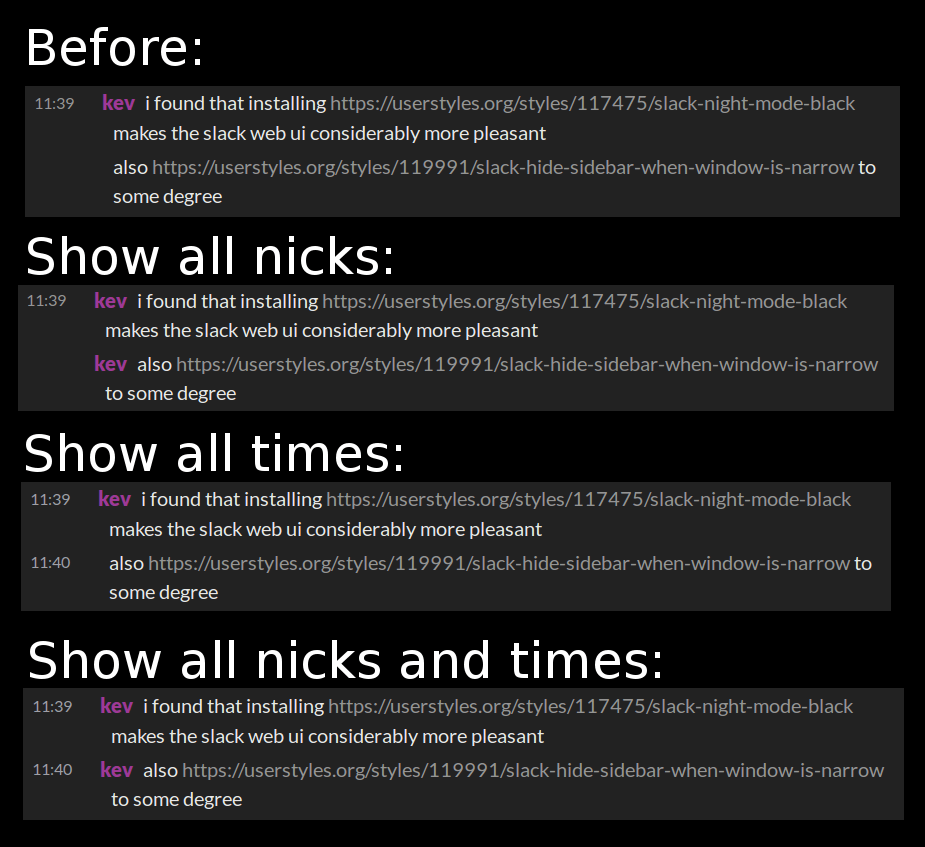 Before:
11:39 kev i found that installing https://userstyles.org/styles/117475/slack-night-mode-black
makes the slack web ui considerably more pleasant
also https://userstyles.org/styles/119991/slack-hide-sidebar-when-window-is-narrow to
some degree
Show all nicks:
11:39 kev i found that installing https://userstyles.org/styles/117475/slack-night-mode-black
makes the slack web ui considerably more pleasant
kev also https://userstyles.org/styles/119991/slack-hide-sidebar-when-window-is-narrow
to some degree
Show all times:
11:39 kev i found that installing https://userstyles.org/styles/117475/slack-night-mode-black
makes the slack web ui considerably more pleasant
11:40 also https://userstyles.org/styles/119991/slack-hide-sidebar-when-window-is-narrow to
some degree
Show all nicks and times:
11:39 kev i found that installing https://userstyles.org/styles/117475/slack-night-mode-black
makes the slack web ui considerably more pleasant
11:40 kev also https://userstyles.org/styles/119991/slack-hide-sidebar-when-window-is-narrow
to some degree